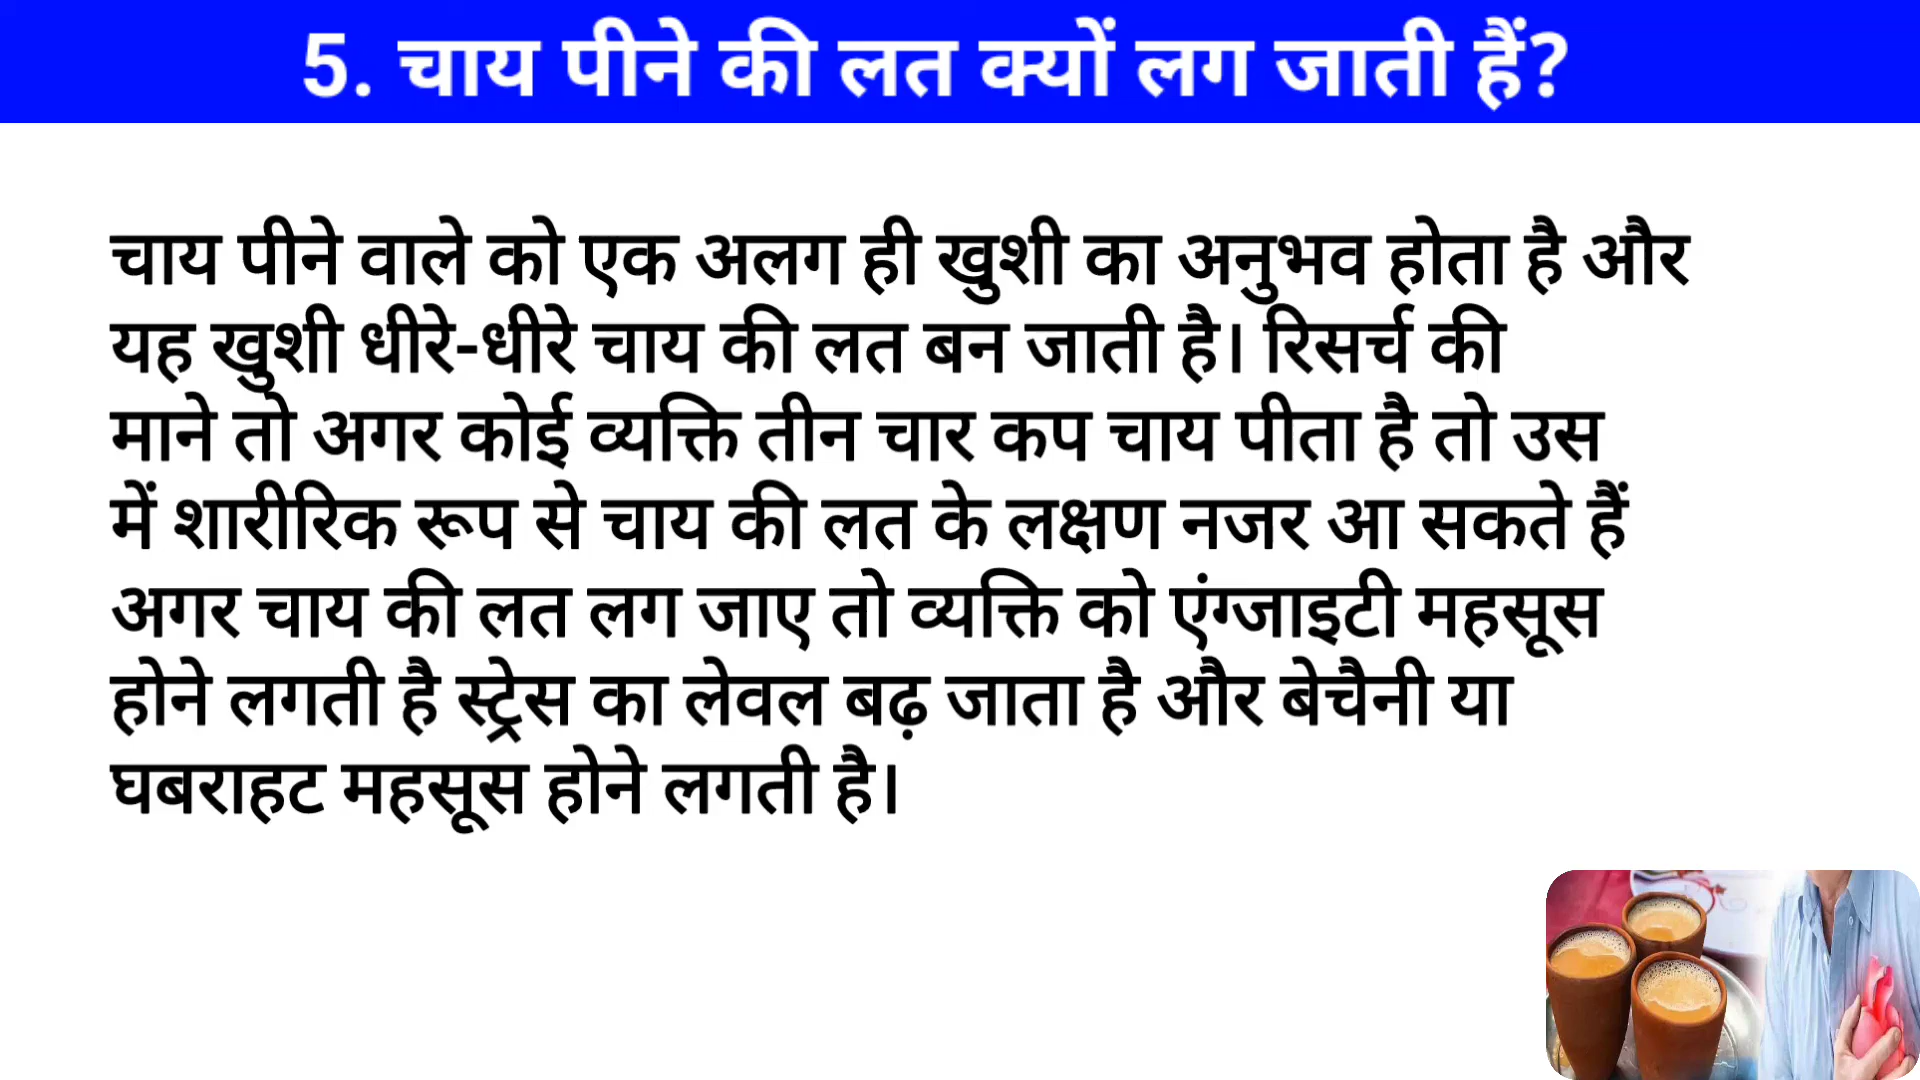 5. चाय पीने की लत क्यों लग जाती हैं?
चाय पीने वाले को एक अलग ही खुशी का अनुभव होता है और
यह खुशी धीरे-धीरे चाय की लत बन जाती है। रिसर्च की
माने तो अगर कोई व्यक्ति तीन चार कप चाय पीता है तो उस
में शारीरिक रूप से चाय की लत के लक्षण नजर आ सकते हैं
अगर चाय की लत लग जाए तो व्यक्ति को एंग्जाइटी महसूस
होने लगती है स्ट्रेस का लेवल बढ़ जाता है और बेचैनी या
घबराहट महसूस होने लगती है।